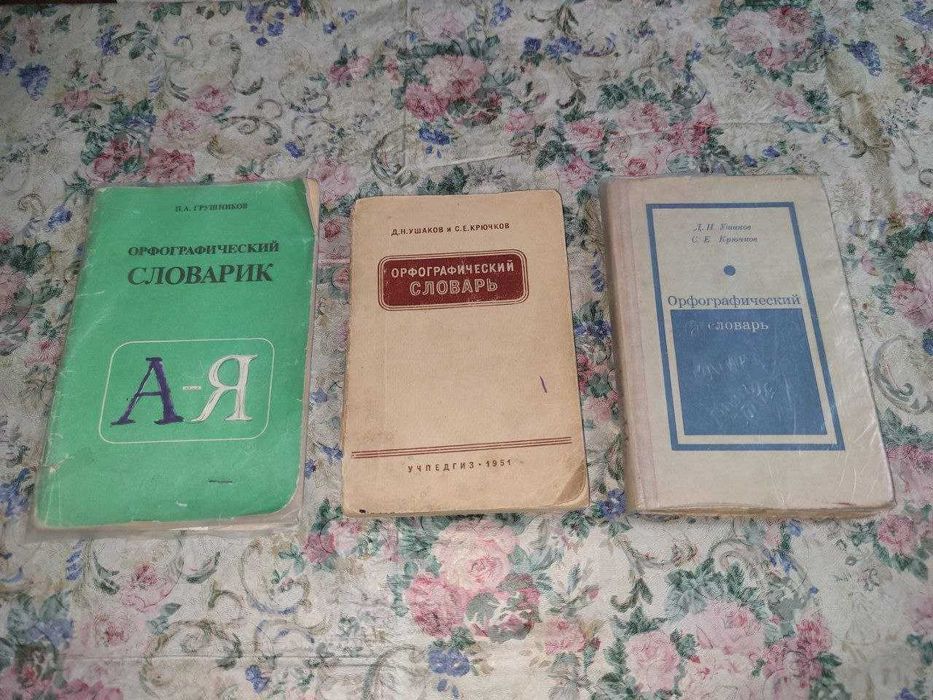 П.А. ГРУШНИКОВ
ОРФОГРАФИЧЕСКИЙ
СЛОВАРИК
А-Я
Д.Н.УШАКОВ и С.Е.КРЮЧКОВ
ОРФОГРАФИЧЕСКИЙ
СЛОВАРЬ
УЧПЕДГИЗ · 1951
Д. Н. Ушаков
С. Е. Крючков
Орфографический
словарь